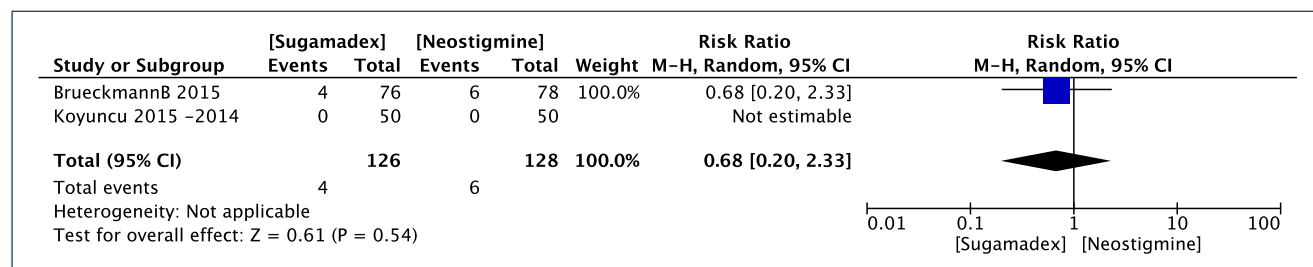 [Sugamadex] [Neostigmine] Risk Ratio Risk Ratio
Study or Subgroup Events Total Events Total Weight M-H, Random, 95% CI M-H, Random, 95% CI
BrueckmannB 2015 4 76 6 78 100.0% 0.68 [0.20, 2.33]
Koyuncu 2015 -2014 0 50 0 50 Not estimable
Total (95% CI) 126 128 100.0% 0.68 [0.20, 2.33]
Total events 4 6
Heterogeneity: Not applicable
Test for overall effect: Z = 0.61 (P = 0.54)
0.01 0.1 1 10 100
[Sugamadex] [Neostigmine]